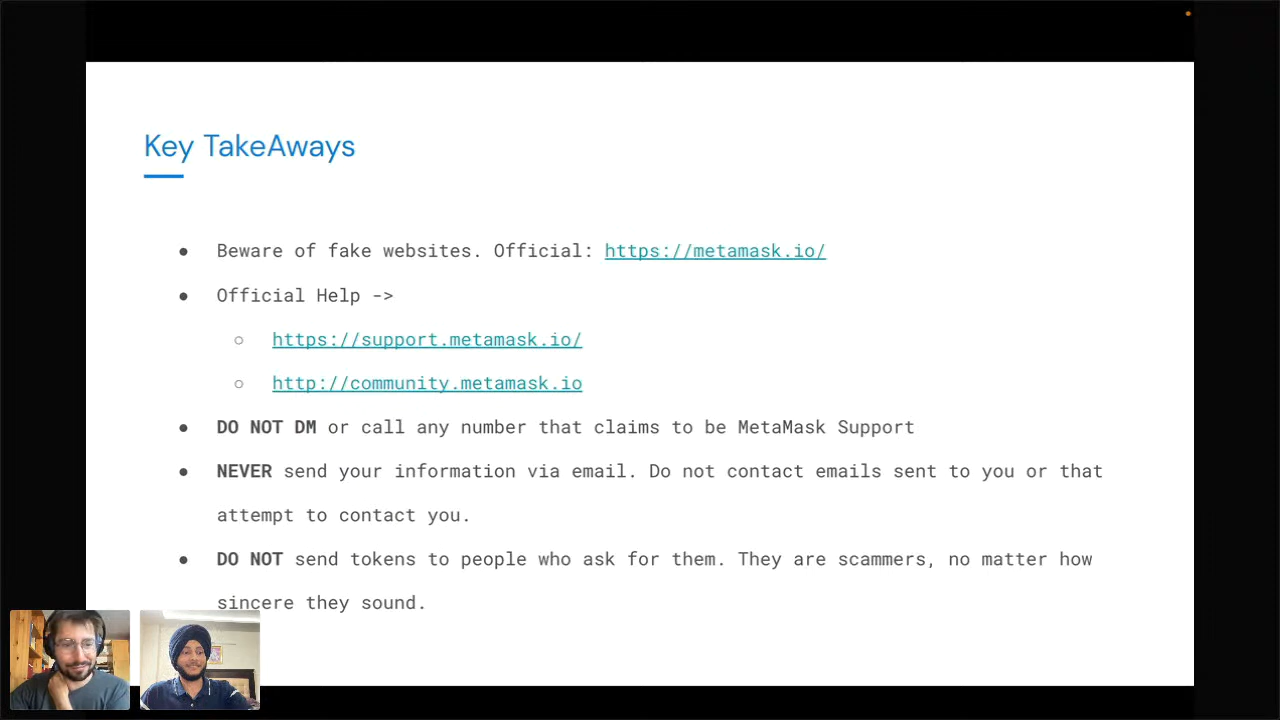 Key TakeAways
● Beware of fake websites. Official: https://metamask.io/
● Official Help ->
○ https://support.metamask.io/
○ http://community.metamask.io
● DO NOT DM or call any number that claims to be MetaMask Support
● NEVER send your information via email. Do not contact emails sent to you or that
attempt to contact you.
● DO NOT send tokens to people who ask for them. They are scammers, no matter how
sincere they sound.